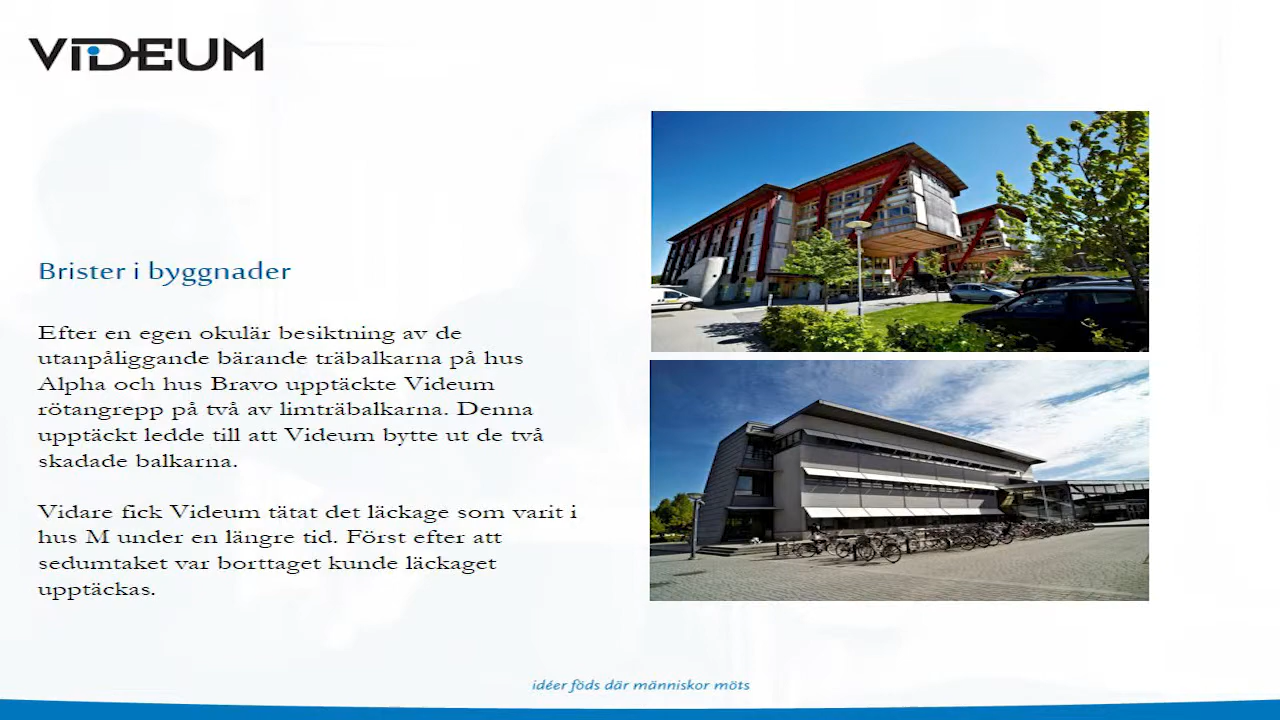 VIDEUM
Brister i byggnader
Efter en egen okulär besiktning av de
utanpåliggande bärande träbalkarna på hus
Alpha och hus Bravo upptäckte Videum
rötangrepp på två av limträbalkarna. Denna
upptäckt ledde till att Videum bytte ut de två
skadade balkarna.
Vidare fick Videum tätat det läckage som varit i
hus M under en längre tid. Först efter att
sedumtaket var borttaget kunde läckaget
upptäckas.
idéer föds där människor möts